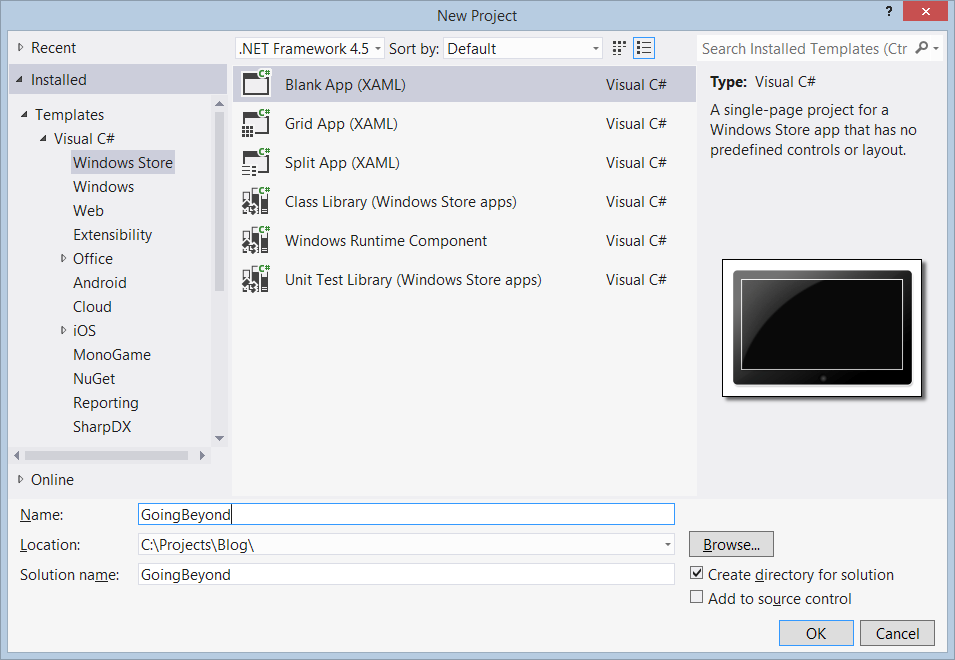 New Project
?
Recent
.NET Framework 4.5 Sort by: Default
Search Installed Templates (Ctr
Installed
Templates
Visual C#
Windows Store
Windows
Web
Extensibility
Office
Android
Cloud
iOS
MonoGame
NuGet
Reporting
SharpDX
Online
C# Blank App (XAML) Visual C#
C# Grid App (XAML) Visual C#
C# Split App (XAML) Visual C#
C# Class Library (Windows Store apps) Visual C#
C# Windows Runtime Component Visual C#
C# Unit Test Library (Windows Store apps) Visual C#
Type: Visual C#
A single-page project for a
Windows Store app that has no
predefined controls or layout.
Name: GoingBeyond
Location: C:\Projects\Blog\
Browse...
Solution name: GoingBeyond
Create directory for solution
Add to source control
OK Cancel